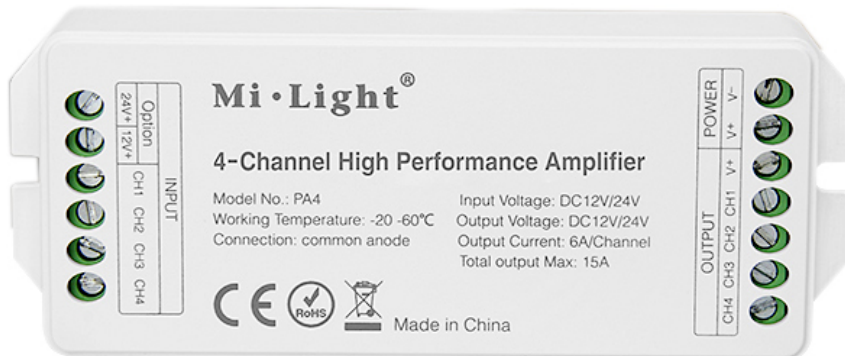 Mi•Light®
4-Channel High Performance Amplifier
Model No.: PA4
Working Temperature: -20 -60℃
Connection: common anode
Input Voltage: DC12V/24V
Output Voltage: DC12V/24V
Output Current: 6A/Channel
Total output Max: 15A
CE
RoHS
Made in China
INPUT
Option
24V+
12V+
CH1
CH2
CH3
CH4
POWER
V-
V+
OUTPUT
V+
CH1
CH2
CH3
CH4